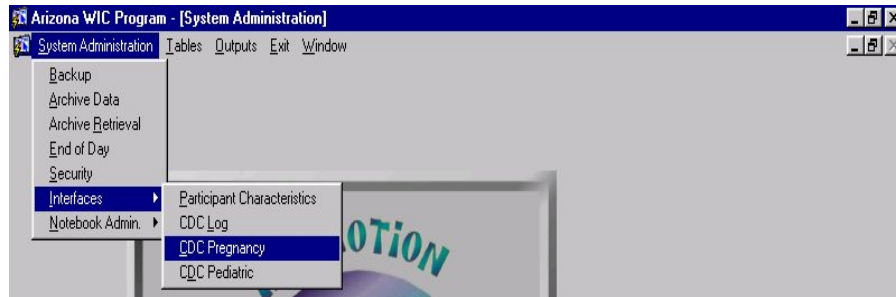 Arizona WIC Program - [System Administration]
System Administration Tables Outputs Exit Window
Backup
Archive Data
Archive Retrieval
End of Day
Security
Interfaces
Notebook Admin.
Participant Characteristics
CDC Log
CDC Pregnancy
CDC Pediatric